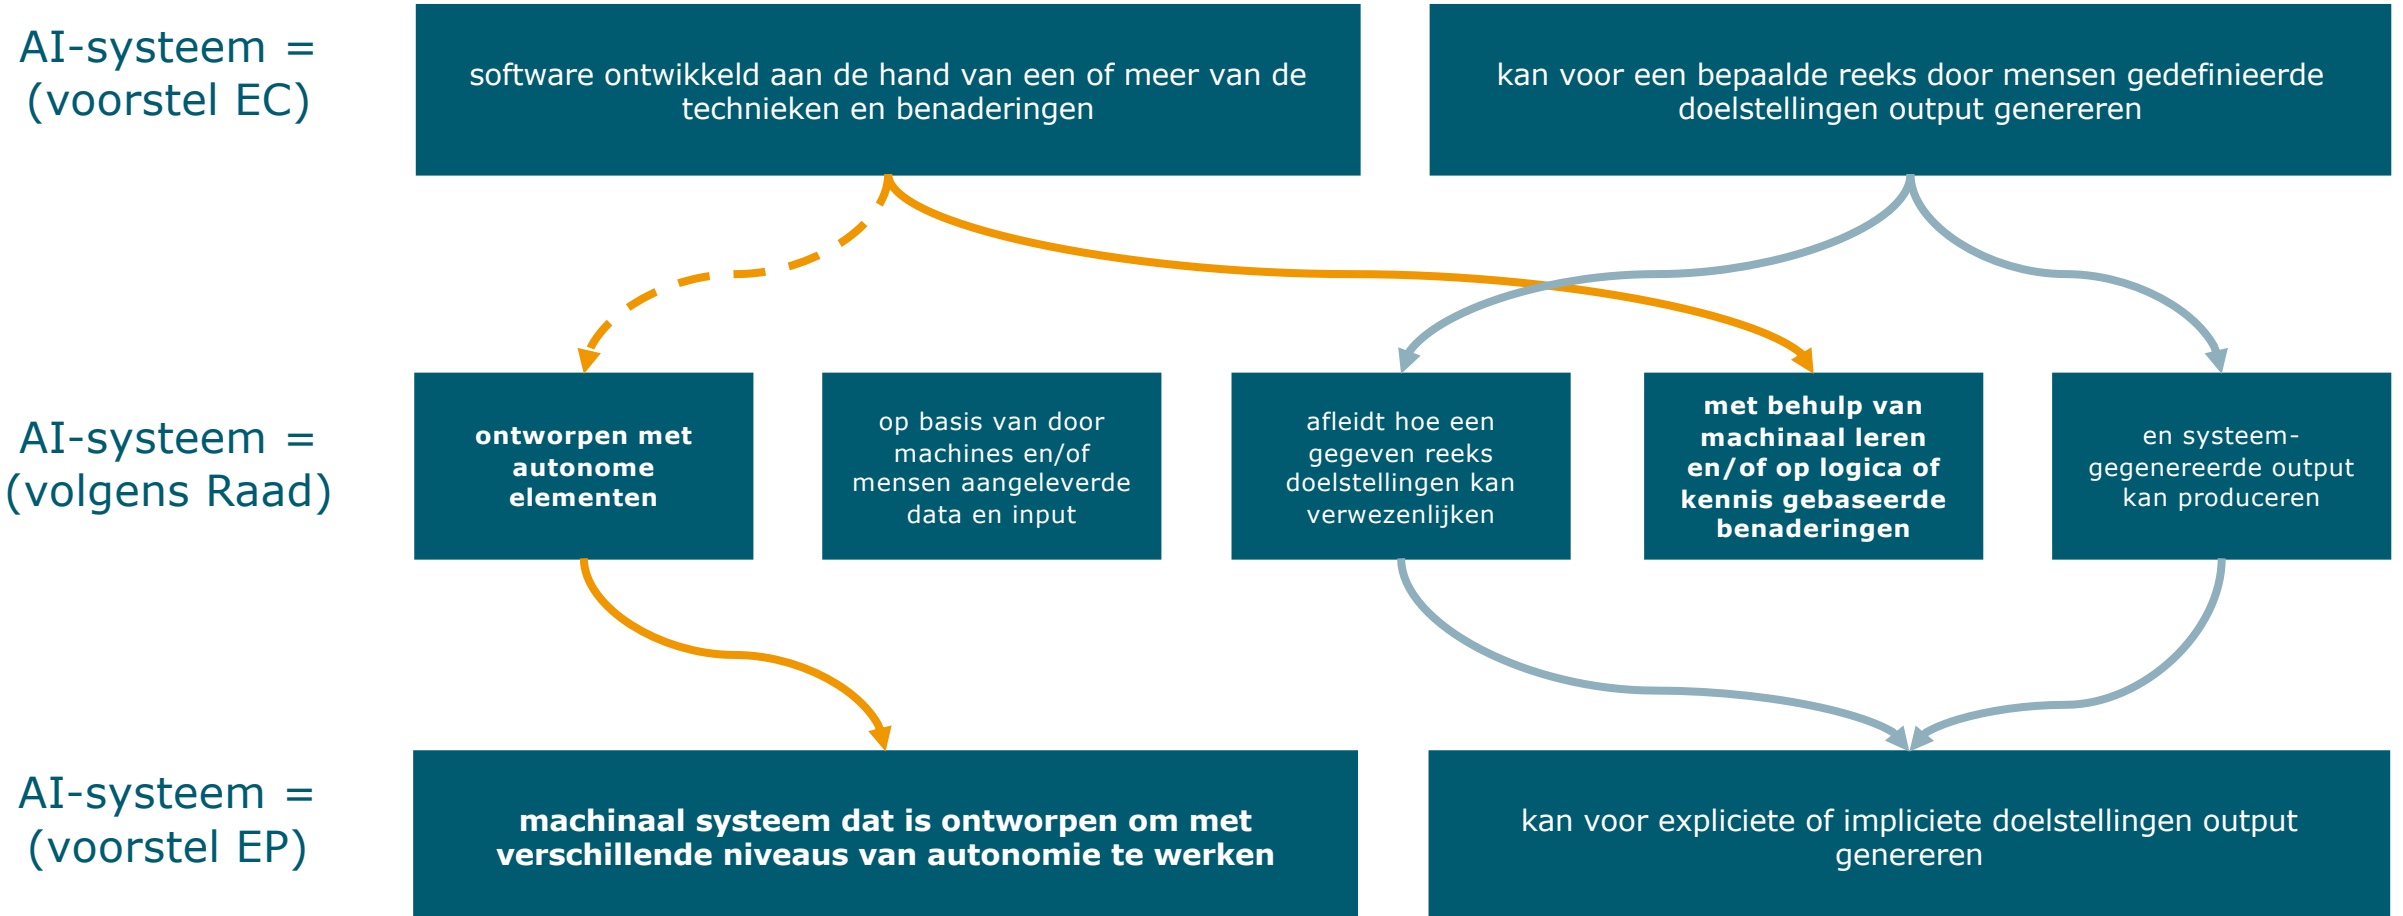 AI-systeem =
(voorstel EC)
software ontwikkeld aan de hand van een of meer van de
technieken en benaderingen
kan voor een bepaalde reeks door mensen gedefinieerde
doelstellingen output genereren
AI-systeem =
(volgens Raad)
ontworpen met
autonome
elementen
op basis van door
machines en/of
mensen aangeleverde
data en input
afleidt hoe een
gegeven reeks
doelstellingen kan
verwezenlijken
met behulp van
machinaal leren
en/of op logica of
kennis gebaseerde
benaderingen
en systeem-
gegenereerde output
kan produceren
AI-systeem =
(voorstel EP)
machinaal systeem dat is ontworpen om met
verschillende niveaus van autonomie te werken
kan voor expliciete of impliciete doelstellingen output
genereren